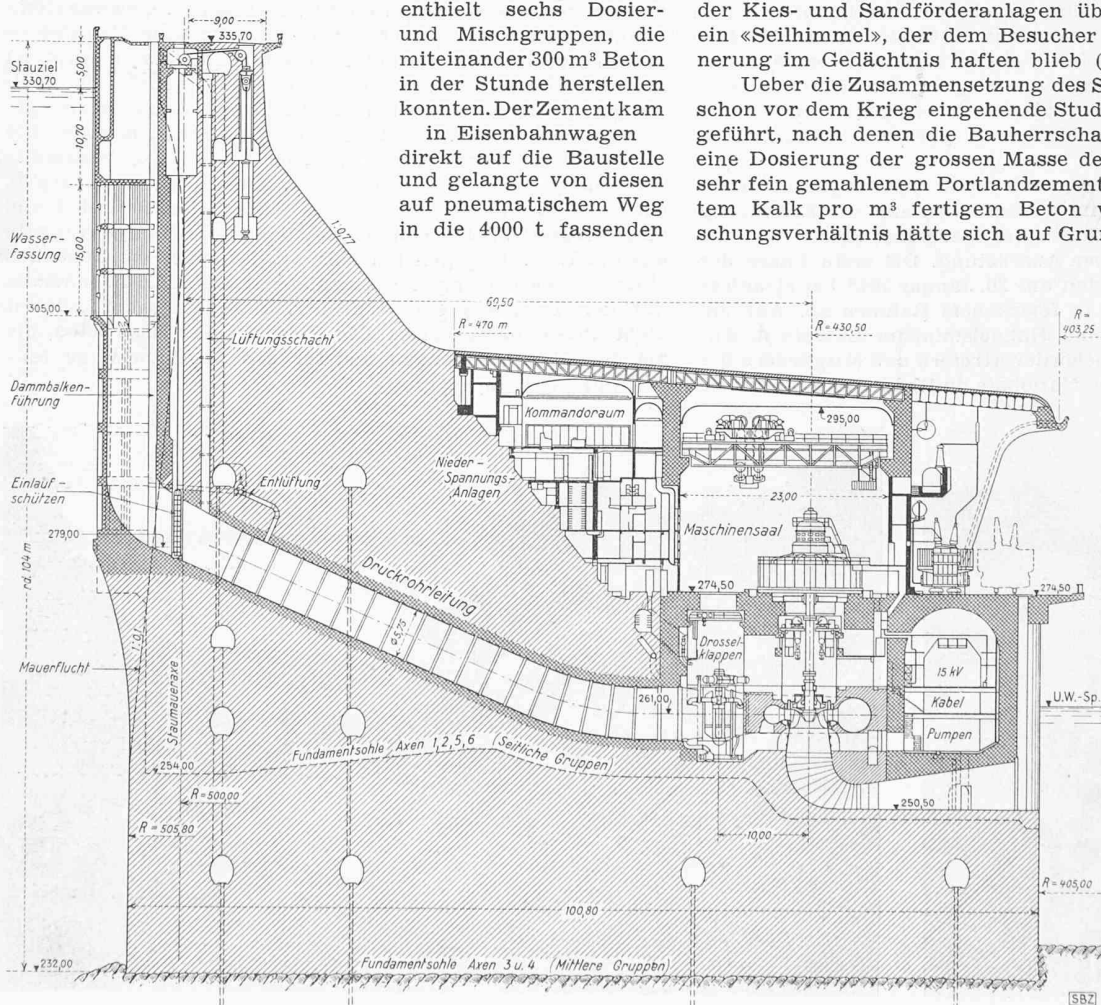 enthielt sechs Dosier-
und Mischgruppen, die
miteinander 300 m³ Beton
in der Stunde herstellen
konnten. Der Zement kam
in Eisenbahnwagen
direkt auf die Baustelle
und gelangte von diesen
auf pneumatischem Weg
in die 4000 t fassenden
der Kies- und Sandförderanlagen üb
ein «Seilhimmel», der dem Besucher
nerung im Gedächtnis haften blieb (
Ueber die Zusammensetzung des S
schon vor dem Krieg eingehende Stud
geführt, nach denen die Bauherrscha
eine Dosierung der grossen Masse de
sehr fein gemahlenem Portlandzement
tem Kalk pro m³ fertigem Beton
schungsverhältnis hätte sich auf Grun
9,00
335,70
Stauziel
330,70
5,00
10,70
15,00
Wasser-
Fassung
305,00
1:0,77
60,50
R = 470 m
R = 430,50
R =
403,25
Lüftungsschacht
Dammbalken-
Führung
Kommandoraum
295,00
Nieder-
Spannungs-
Anlagen
23,00
Einlauf-
schützen
Entlüftung
Maschinensaal
279,00
rd. 104 m
Druckrohrleitung
ø 5,75
274,50
274,50
Drossel-
klappen
1:0,1
Mauerflucht
Staumaueraxe
261,00
15 kV
Kabel
Pumpen
U.W.-Sp.
Fundamentsohle Axen 1,2,5,6 (Seitliche Gruppen)
254,00
R = 500,00
250,50
10,00
R = 505,80
R = 405,00
100,80
232,00
Fundamentsohle Axen 3 u. 4 (Mittlere Gruppen)
SBZ